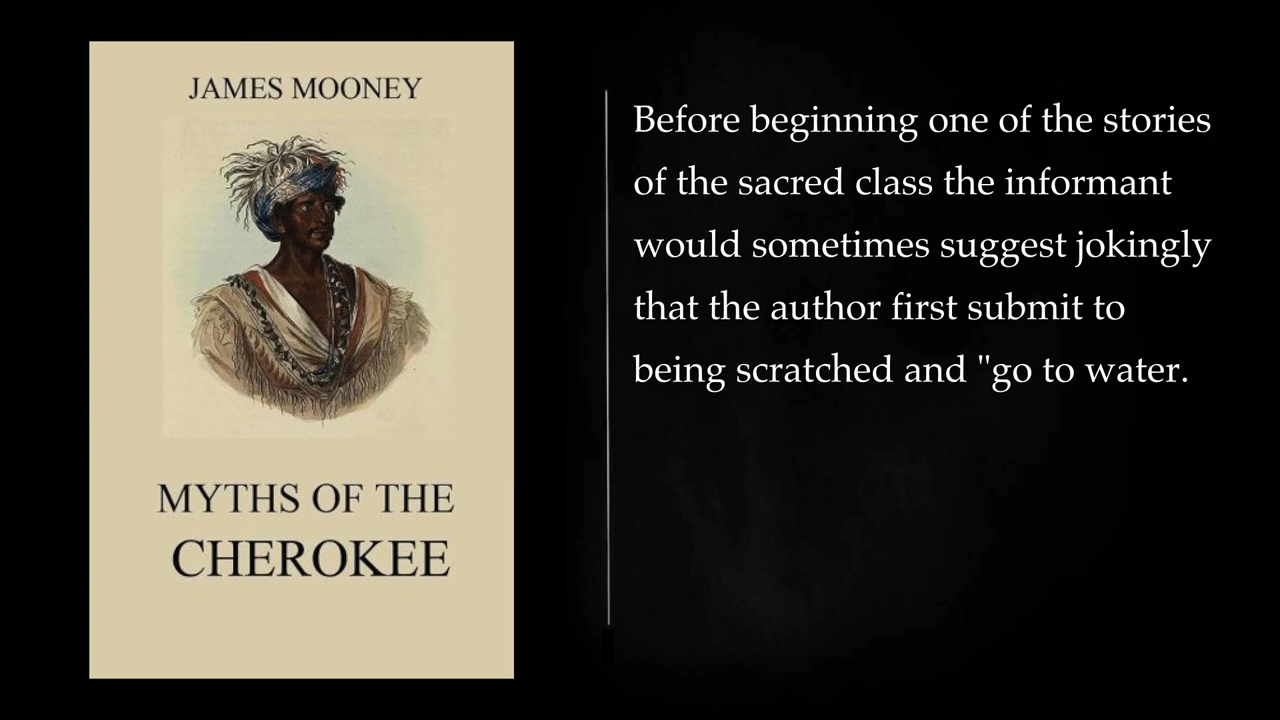 JAMES MOONEY
MYTHS OF THE
CHEROKEE
Before beginning one of the stories
of the sacred class the informant
would sometimes suggest jokingly
that the author first submit to
being scratched and "go to water.